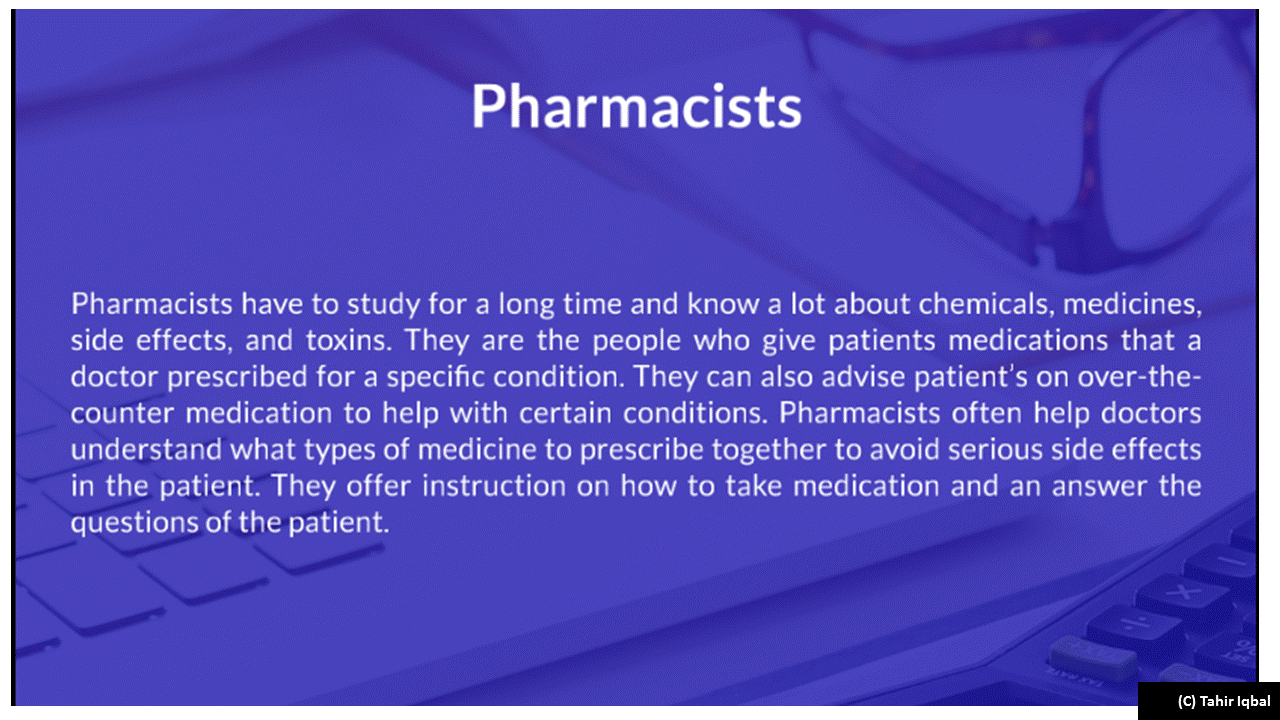 Pharmacists
Pharmacists have to study for a long time and know a lot about chemicals, medicines,
side effects, and toxins. They are the people who give patients medications that a
doctor prescribed for a specific condition. They can also advise patient's on over-the-
counter medication to help with certain conditions. Pharmacists often help doctors
understand what types of medicine to prescribe together to avoid serious side effects
in the patient. They offer instruction on how to take medication and an answer the
questions of the patient.
(C) Tahir Iqbal